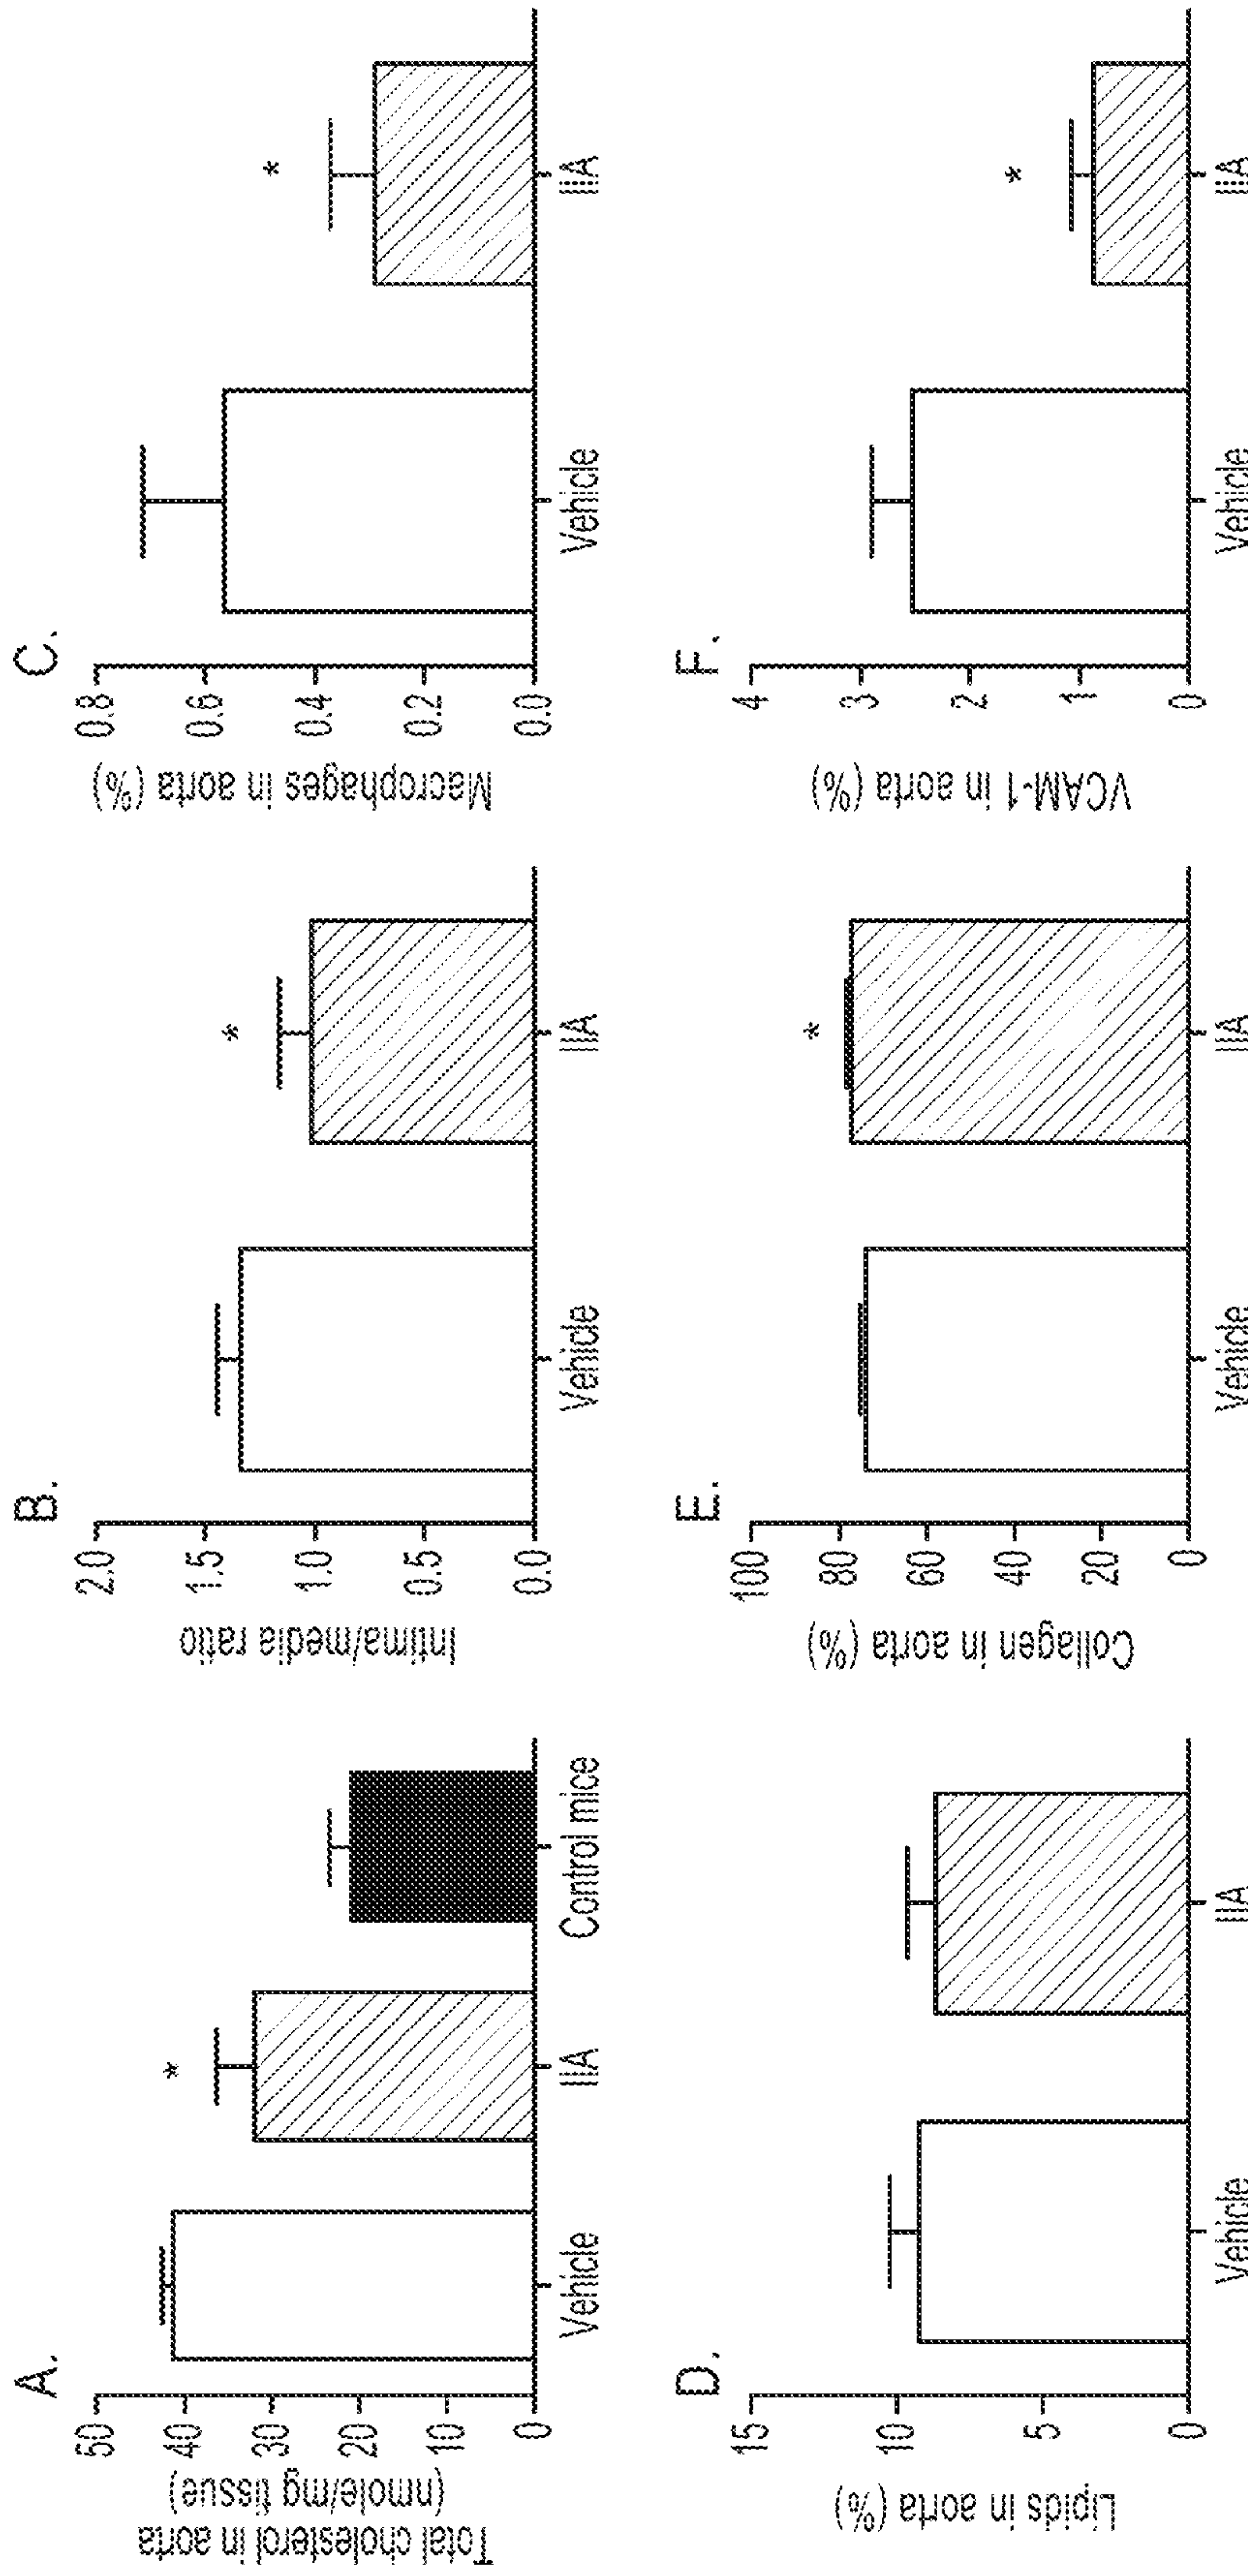 A.
Total cholesterol in aorta
(nmole/mg tissue)
50
40
30
20
10
0
*
Vehicle
IIA
Control mice
B.
Intima/media ratio
2.0
1.5
1.0
0.5
0.0
*
Vehicle
IIA
C.
Macrophages in aorta (%)
0.8
0.6
0.4
0.2
0.0
*
Vehicle
IIA
D.
Lipids in aorta (%)
15
10
5
0
Vehicle
IIA
E.
Collagen in aorta (%)
100
80
60
40
20
0
*
Vehicle
IIA
F.
VCAM-1 in aorta (%)
4
3
2
1
0
*
Vehicle
IIA